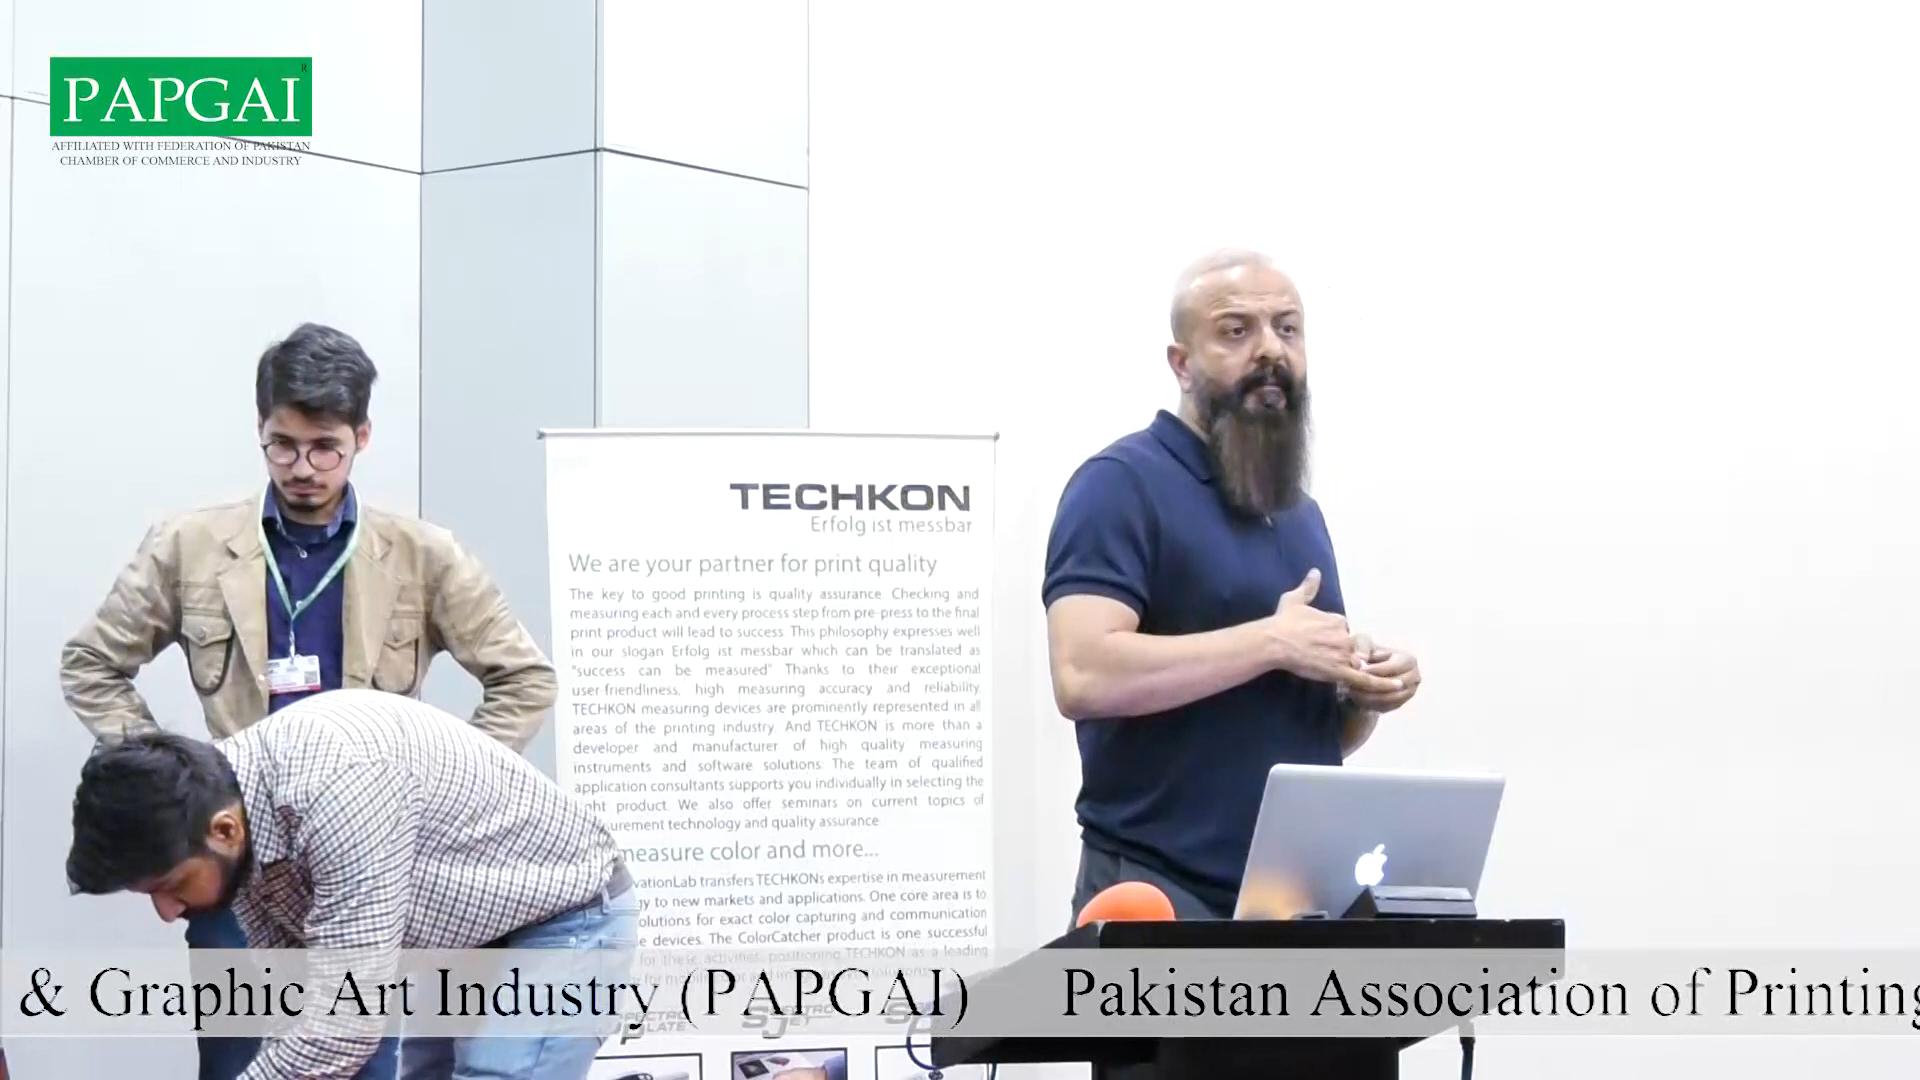 PAPGAI
AFFILIATED WITH FEDERATION OF PAKISTAN
CHAMBER OF COMMERCE AND INDUSTRY
TECHKON
Erfolg ist messbar
We are your partner for print quality
The key to good printing is quality assurance. Checking and
measuring each and every process step from pre-press to the final
print product will lead to success. This philosophy expresses well
in our slogan Erfolg ist messbar which can be translated as
"success can be measured" Thanks to their exceptional
user-friendliness, high measuring accuracy and reliability,
TECHKON measuring devices are prominently represented in all
areas of the printing industry. And TECHKON is more than a
developer and manufacturer of high quality measuring
instruments and software solutions. The team of qualified
application consultants supports you individually in selecting the
product. We also offer seminars on current topics of
technology and quality assurance
measure color and more...
transfers TECHKONs expertise in measurement
to new markets and applications. One core area is to
for exact color capturing and communication
devices. The ColorCatcher product is one successful
for these activities, positioning TECHKON as a leading
& Graphic Art Industry (PAPGAI) Pakistan Association of Printing